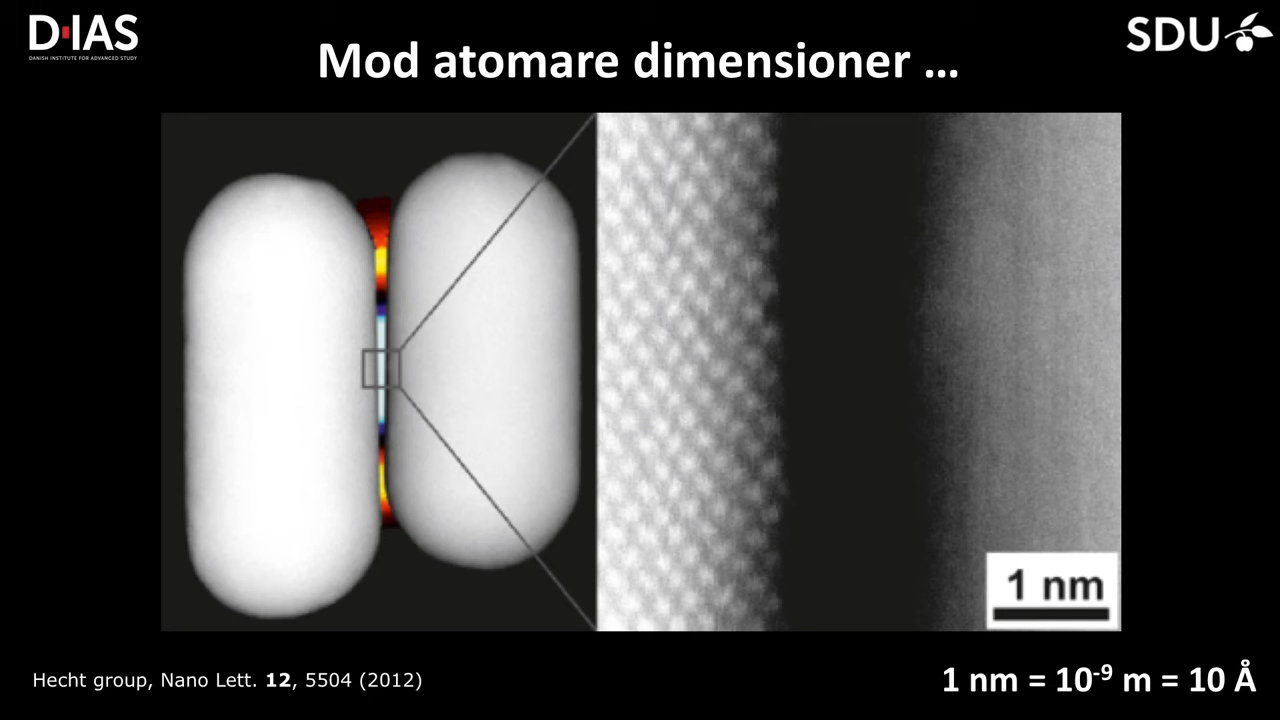 D·IAS
DANISH INSTITUTE FOR ADVANCED STUDY
SDU
Mod atomare dimensioner ...
1 nm
Hecht group, Nano Lett. 12, 5504 (2012)
1 nm = 10⁻⁹ m = 10 Å